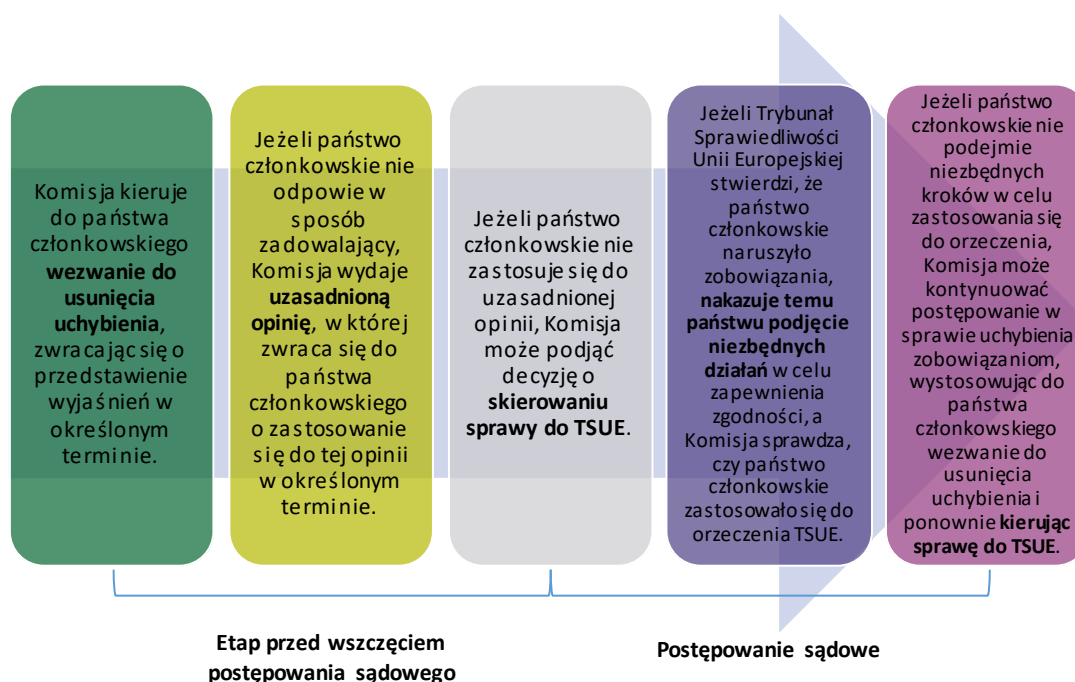 Komisja kieruje
do państwa
członkowskiego
wezwanie do
usunięcia
uchybienia,
zwracając się o
przedstawienie
wyjaśnień w
określonym
terminie.
Jeżeli państwo
członkowskie nie
odpowie w
sposób
zadowalający,
Komisja wydaje
uzasadnioną
opinię, w której
zwraca się do
państwa
członkowskiego
o zastosowanie
się do tej opinii
w określonym
terminie.
Jeżeli państwo
członkowskie nie
zastosuje się do
uzasadnionej
opinii, Komisja
może podjąć
decyzję o
skierowaniu
sprawy do TSUE.
Jeżeli Trybunał
Sprawiedliwości
Unii Europejskiej
stwierdzi, że
państwo
członkowskie
naruszyło
zobowiązania,
nakazuje temu
państwu podjęcie
niezbędnych
działań w celu
zapewnienia
zgodności, a
Komisja sprawdza,
czy państwo
członkowskie
zastosowało się do
orzeczenia TSUE.
Jeżeli państwo
członkowskie nie
podejmie
niezbędnych
kroków w celu
zastosowania się
do orzeczenia,
Komisja może
kontynuować
postępowanie w
sprawie uchybienia
zobowiązaniom,
wystosowując do
państwa
członkowskiego
wezwanie do
usunięcia
uchybienia i
ponownie kierując
sprawę do TSUE.
Etap przed wszczęciem
postępowania sądowego
Postępowanie sądowe